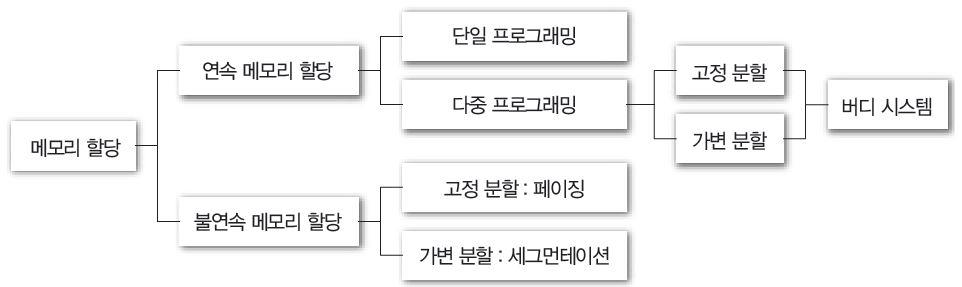 메모리 할당
연속 메모리 할당
단일 프로그래밍
다중 프로그래밍
고정 분할
가변 분할
버디 시스템
불연속 메모리 할당
고정 분할 : 페이징
가변 분할 : 세그먼테이션